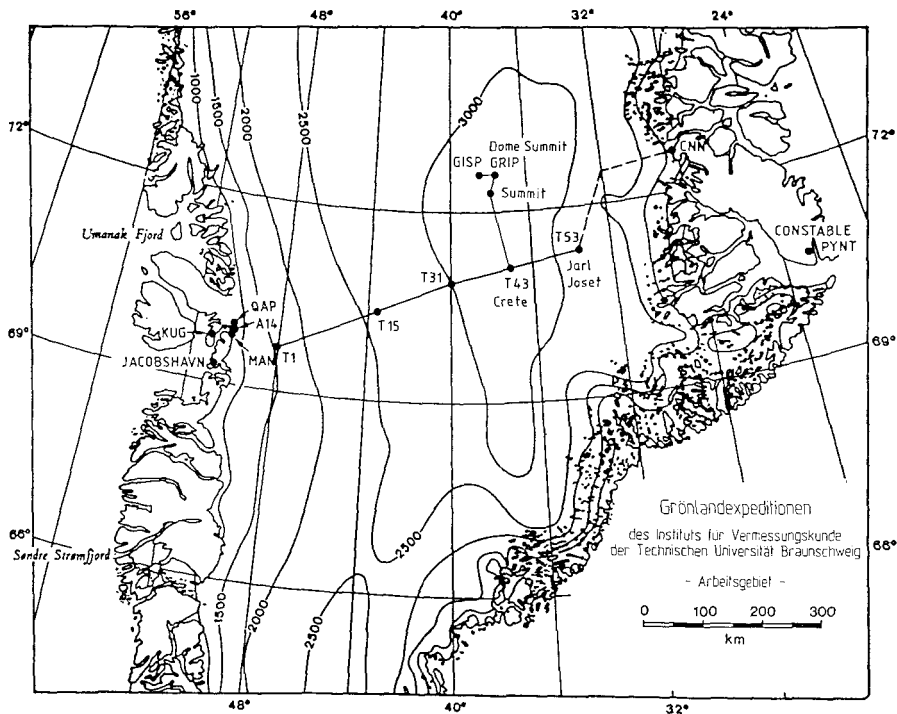 56°
48°
40°
32°
24°
1000
1500
2000
2500
3000
72°
72°
Dome Summit
GISP GRIP
CNN
Summit
Umanak Fjord
CONSTABLE
PYNT
T53
T31
T43
Crete
Jarl
Joset
QAP
KUG
A14
T15
69°
69°
JACOBSHAVN
MAN
T1
Grönlandexpeditionen
des Instituts für Vermessungskunde
der Technischen Universität Braunschweig
- Arbeitsgebiet -
0 100 200 300
km
66°
68°
Søndre Strømfjord
2500
1500
2000
2500
48°
40°
32°